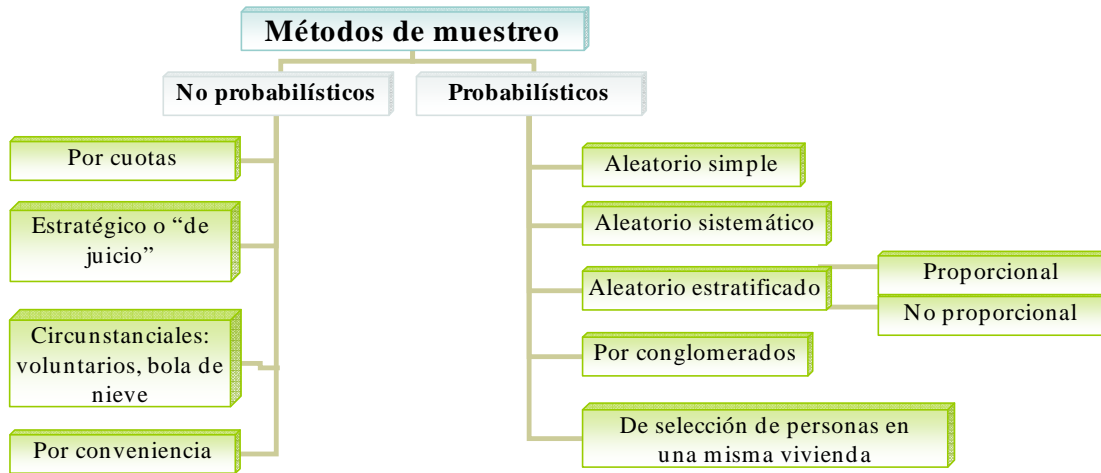 Métodos de muestreo
No probabilísticos
Probabilísticos
Por cuotas
Estratégico o “de
juicio”
Circunstanciales:
voluntarios, bola de
nieve
Por conveniencia
Aleatorio simple
Aleatorio sistemático
Aleatorio estratificado
Proporcional
No proporcional
Por conglomerados
De selección de personas en
una misma vivienda